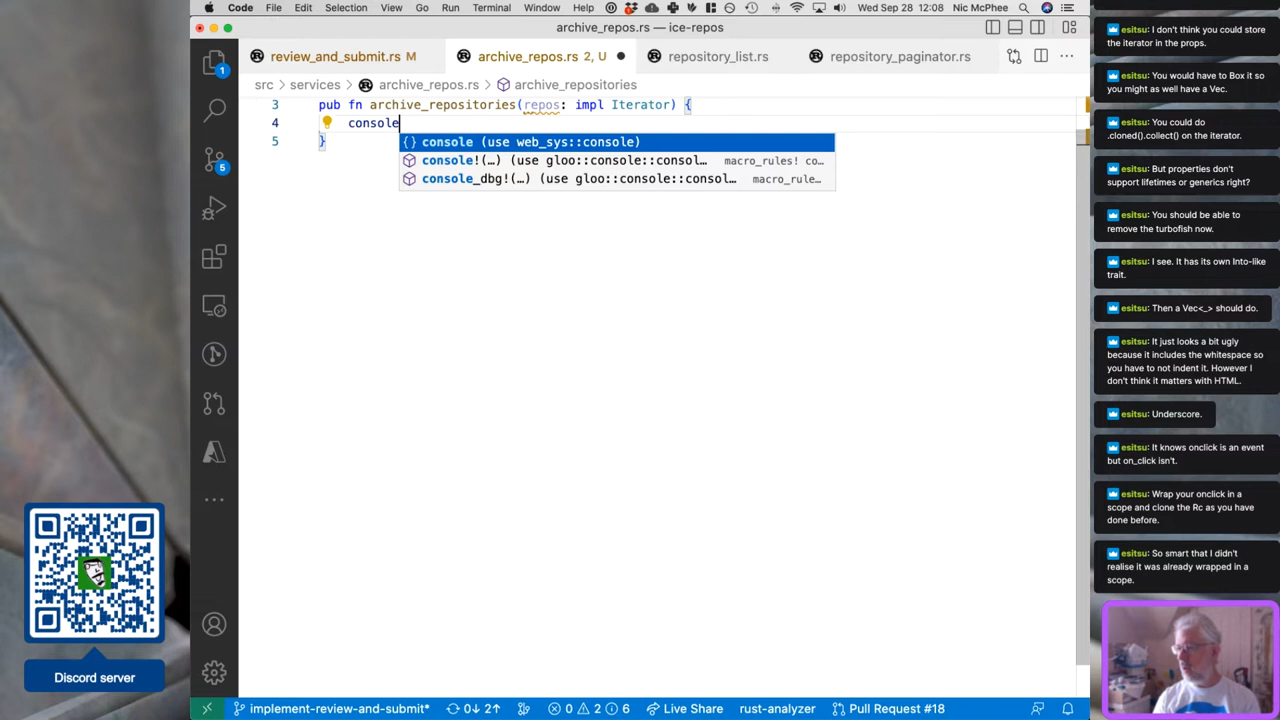 Code File Edit Selection View Go Run Terminal Window Help Wed Sep 28 12:08 Nic McPhee
archive_repos.rs — ice-repos
review_and_submit.rs M archive_repos.rs 2, U repository_list.rs repository_paginator.rs
src > services > archive_repos.rs > archive_repositories
3 pub fn archive_repositories(repos: impl Iterator) {
4 console
5 }
console (use web_sys::console)
console!(…) (use gloo::console::consol… macro_rules! co…
console_dbg!(…) (use gloo::console::consol… macro_rule…
1
5
Discord server
implement-review-and-submit* 0↓ 2↑ 0 2 6 Live Share rust-analyzer Pull Request #18
esitsu: I don't think you could store
the iterator in the props.
esitsu: You would have to Box it so
you might as well have a Vec.
esitsu: You could do
.cloned().collect() on the iterator.
esitsu: But properties don't
support lifetimes or generics right?
esitsu: You should be able to
remove the turbofish now.
esitsu: I see. It has its own Into-like
trait.
esitsu: Then a Vec<_> should do.
esitsu: It just looks a bit ugly
because it includes the whitespace so
you have to not indent it. However I
don't think it matters with HTML.
esitsu: Underscore.
esitsu: It knows onclick is an event
but on_click isn't.
esitsu: Wrap your onclick in a
scope and clone the Rc as you have
done before.
esitsu: So smart that I didn't
realise it was already wrapped in a
scope.